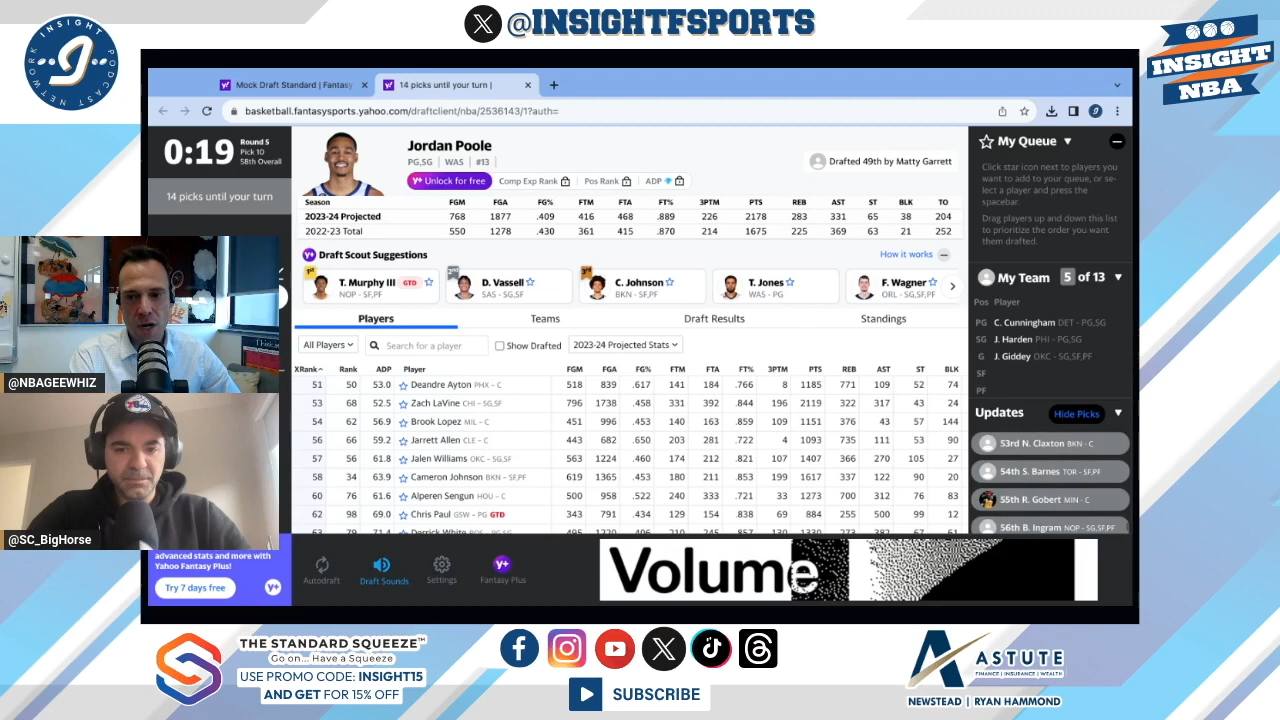 INSIGHT
PODCAST NETWORK
X @INSIGHTFSPORTS
INSIGHT
NBA
Mock Draft Standard | Fantasy
14 picks until your turn |
basketball.fantasysports.yahoo.com/draftclient/nba/2536143/1?auth=
0:19
Round 5
Pick 10
58th Overall
14 picks until your turn
Jordan Poole
PG,SG | WAS | #13
Y+ Unlock for free
Comp Exp Rank
Pos Rank
ADP
Drafted 49th by Matty Garrett
Season FGM FGA FG% FTM FTA FT% 3PTM PTS REB AST ST BLK TO
2023-24 Projected 768 1877 .409 416 468 .889 226 2178 283 331 65 38 204
2022-23 Total 550 1278 .430 361 415 .870 214 1675 225 369 63 21 252
Y+ Draft Scout Suggestions
How it works
1st T. Murphy III GTD
NOP - SF,PF
2nd D. Vassell
SAS - SG,SF
3rd C. Johnson
BKN - SF,PF
T. Jones
WAS - PG
F. Wagner
ORL - SG,SF,PF
Players Teams Draft Results Standings
All Players
Search for a player
Show Drafted
2023-24 Projected Stats
XRank Rank ADP Player FGM FGA FG% FTM FTA FT% 3PTM PTS REB AST ST BLK
51 50 53.0 Deandre Ayton PHX - C 518 839 .617 141 184 .766 8 1185 771 109 52 74
53 68 52.5 Zach LaVine CHI - SG,SF 796 1738 .458 331 392 .844 196 2119 322 317 43 24
54 62 56.9 Brook Lopez MIL - C 451 996 .453 140 163 .859 109 1151 376 43 57 144
56 66 59.2 Jarrett Allen CLE - C 443 682 .650 203 281 .722 4 1093 735 111 53 90
57 56 61.8 Jalen Williams OKC - SG,SF 563 1224 .460 174 212 .821 107 1407 366 270 105 27
58 34 63.9 Cameron Johnson BKN - SF,PF 619 1365 .453 180 211 .853 199 1617 337 122 90 20
60 76 61.6 Alperen Sengun HOU - C 500 958 .522 240 333 .721 33 1273 700 312 76 83
62 98 69.0 Chris Paul GSW - PG GTD 343 791 .434 129 154 .838 69 884 255 500 99 12
My Queue
Click star icon next to players you
want to add to your queue, or se-
lect a player and press the
spacebar.
Drag players up and down this list
to prioritize the order you want
them drafted.
My Team 5 of 13
Pos Player
PG C. Cunningham DET - PG,SG
SG J. Harden PHI - PG,SG
G J. Giddey OKC - SG,SF,PF
SF
PF
Updates
Hide Picks
53rd N. Claxton BKN - C
54th S. Barnes TOR - SF,PF
55th R. Gobert MIN - C
56th B. Ingram NOP - SG,SF,PF
@NBAGEEWHIZ
@SC_BigHorse
advanced stats and more with
Yahoo Fantasy Plus!
Try 7 days free
Y+
Autodraft
Draft Sounds
Settings
Fantasy Plus
Volume
THE STANDARD SQUEEZE™
Go on... Have a Squeeze
USE PROMO CODE: INSIGHT15
AND GET FOR 15% OFF
SUBSCRIBE
ASTUTE
FINANCE | INSURANCE | WEALTH
NEWSTEAD | RYAN HAMMOND